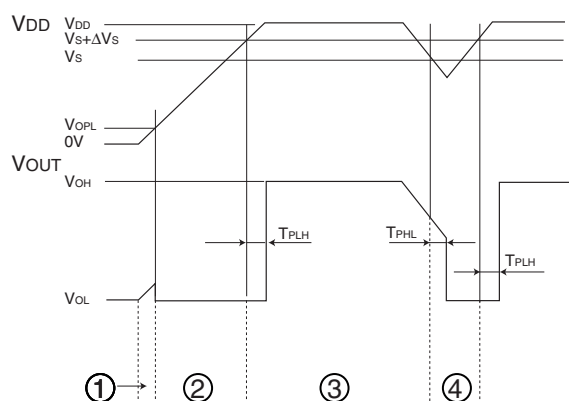 VDD
VDD
VS+ΔVS
VS
VOPL
0V
VOUT
VOH
TPLH
TPHL
TPLH
VOL
① ② ③ ④